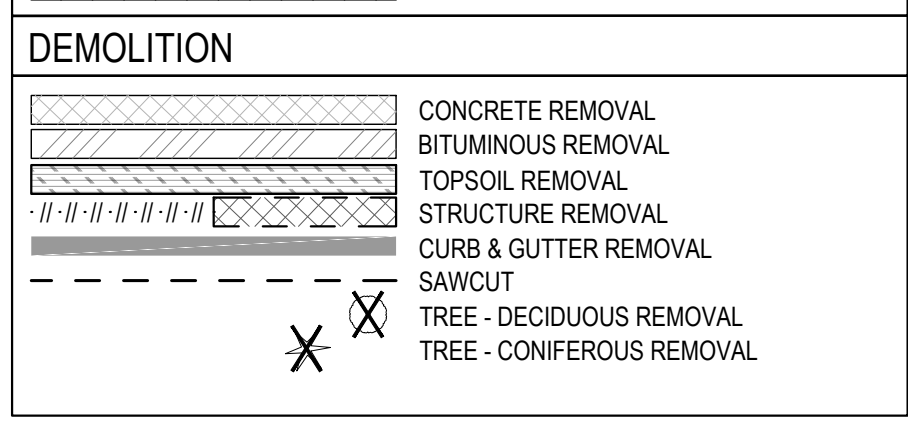 DEMOLITION
CONCRETE REMOVAL
BITUMINOUS REMOVAL
TOPSOIL REMOVAL
STRUCTURE REMOVAL
CURB & GUTTER REMOVAL
SAWCUT
TREE - DECIDUOUS REMOVAL
TREE - CONIFEROUS REMOVAL